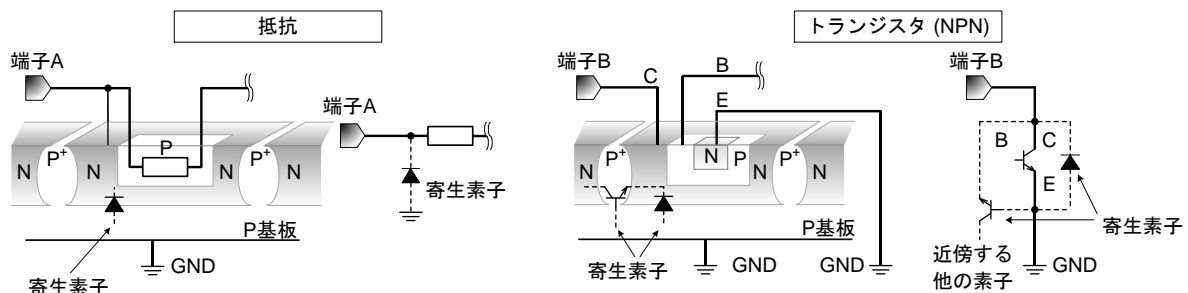 抵抗
端子A
P
N
P+
N
N
P+
N
P基板
寄生素子
GND
端子A
寄生素子
トランジスタ (NPN)
端子B
C
B
E
N
P+
N
N
P
N
P+
N
P基板
寄生素子
GND
GND
端子B
B
C
E
寄生素子
近傍する
他の素子
GND